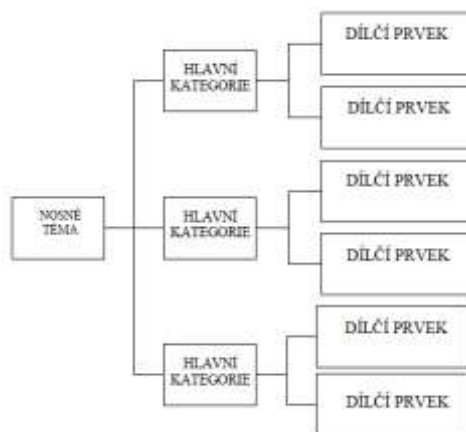 DÍLČÍ PRVEK
HLAVNÍ
KATEGORIE
DÍLČÍ PRVEK
DÍLČÍ PRVEK
NOSNÉ
TÉMA
HLAVNÍ
KATEGORIE
DÍLČÍ PRVEK
DÍLČÍ PRVEK
HLAVNÍ
KATEGORIE
DÍLČÍ PRVEK